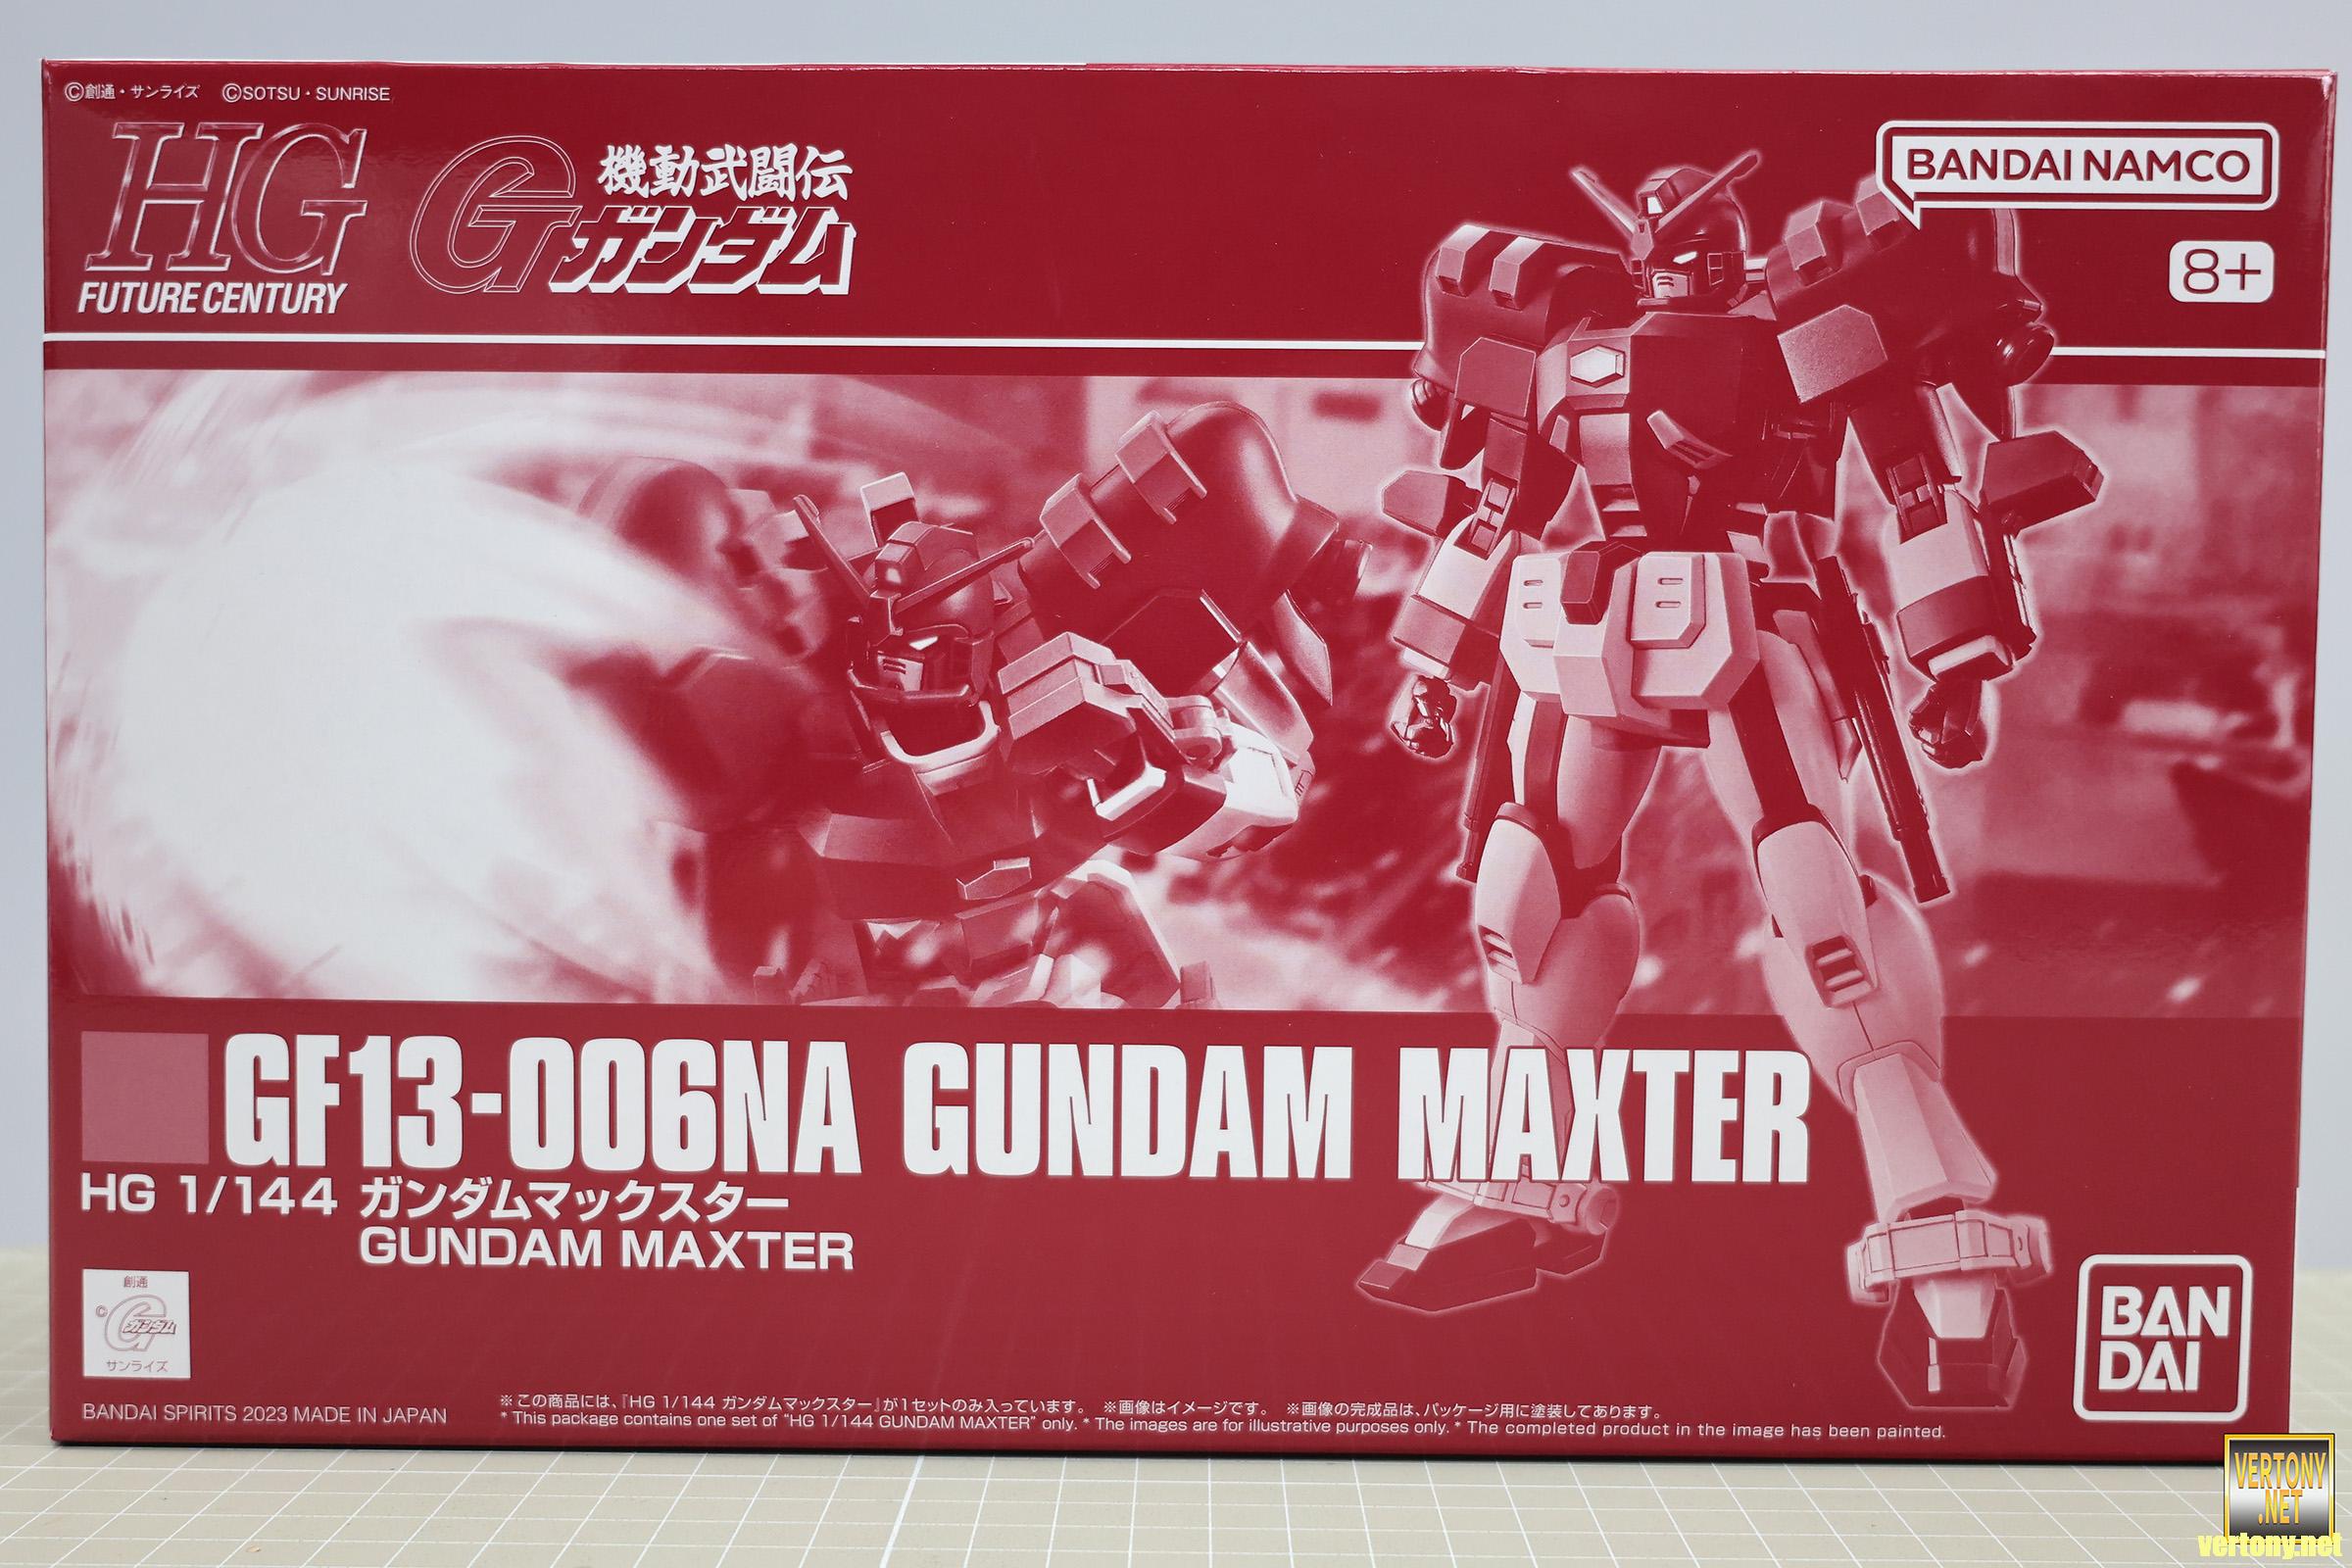 ©創通・サンライズ ©SOTSU・SUNRISE
HG
FUTURE CENTURY
機動武闘伝
Gガンダム
BANDAI NAMCO
8+
GF13-006NA GUNDAM MAXTER
HG 1/144 ガンダムマックスター
GUNDAM MAXTER
創通
©Gガンダム
サンライズ
BAN
DAI
BANDAI SPIRITS 2023 MADE IN JAPAN
※この商品には、『HG 1/144 ガンダムマックスター』が1セットのみ入っています。 ※画像はイメージです。 ※画像の完成品は、パッケージ用に塗装してあります。
* This package contains one set of "HG 1/144 GUNDAM MAXTER" only. * The images are for illustrative purposes only. * The completed product in the image has been painted.
VERTONY
.NET
vertony.net